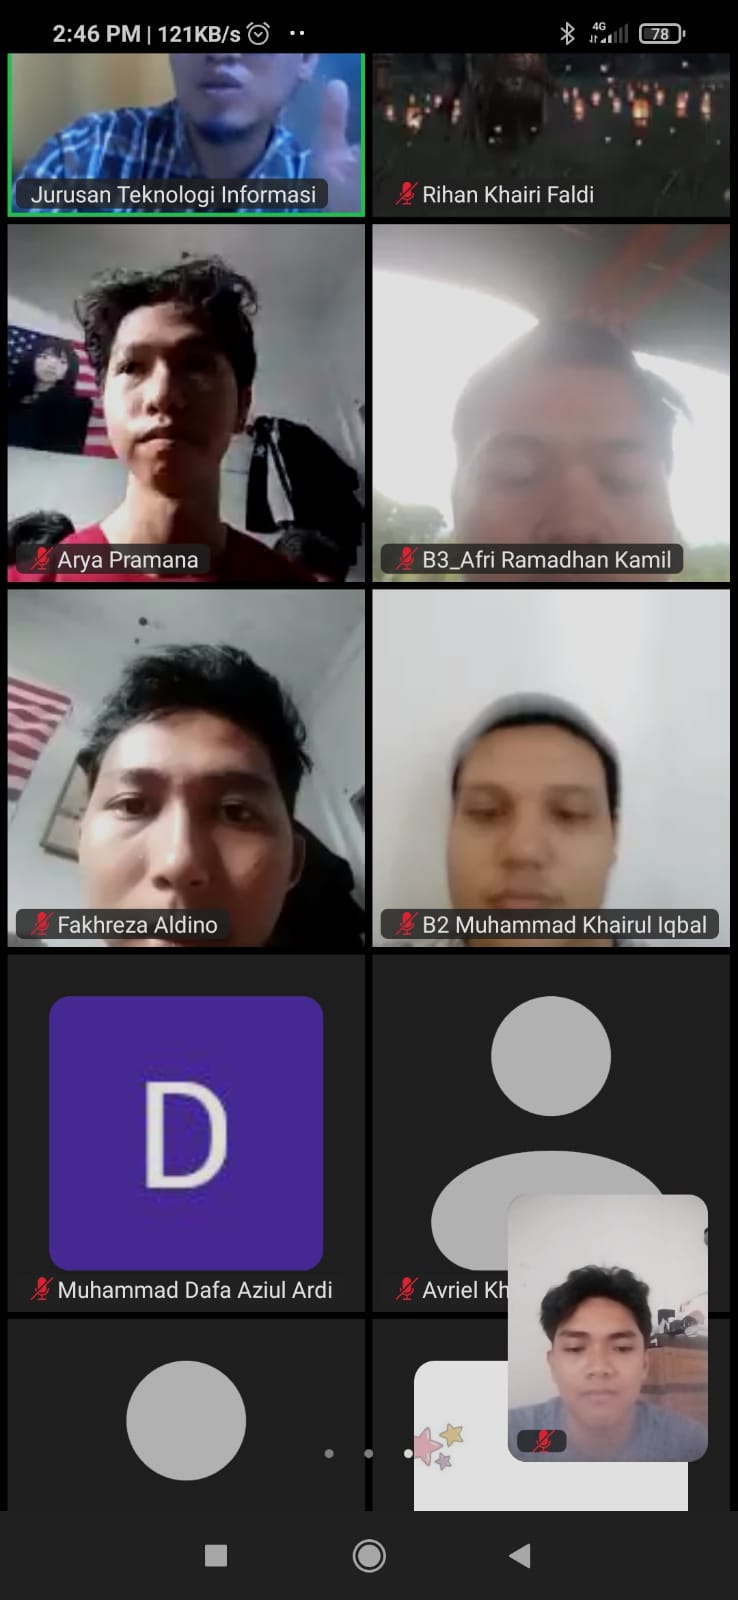 2:46 PM | 121KB/s
4G
78
Jurusan Teknologi Informasi
Rihan Khairi Faldi
Arya Pramana
B3_Afri Ramadhan Kamil
Fakhreza Aldino
B2 Muhammad Khairul Iqbal
D
Muhammad Dafa Aziul Ardi
Avriel Kh